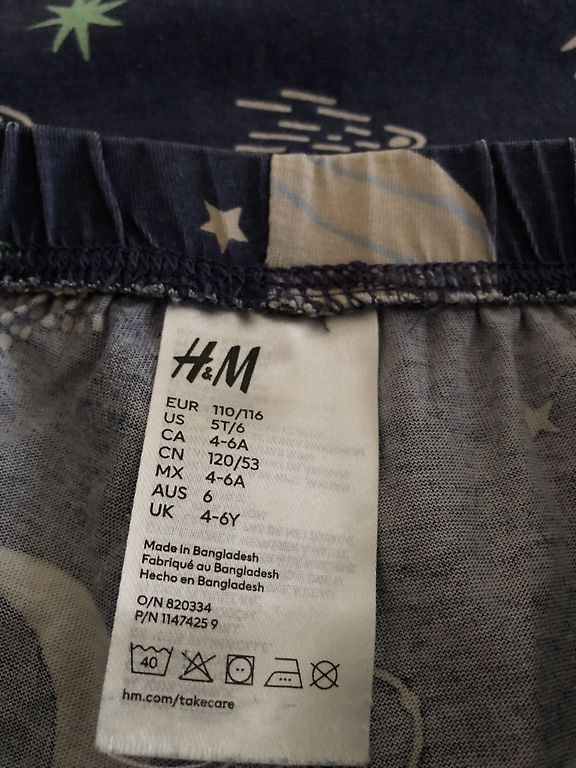 H&M
EUR 110/116
US 5T/6
CA 4-6A
CN 120/53
MX 4-6A
AUS 6
UK 4-6Y
Made in Bangladesh
Fabriqué au Bangladesh
Hecho en Bangladesh
O/N 820334
P/N 1147425 9
40
hm.com/takecare